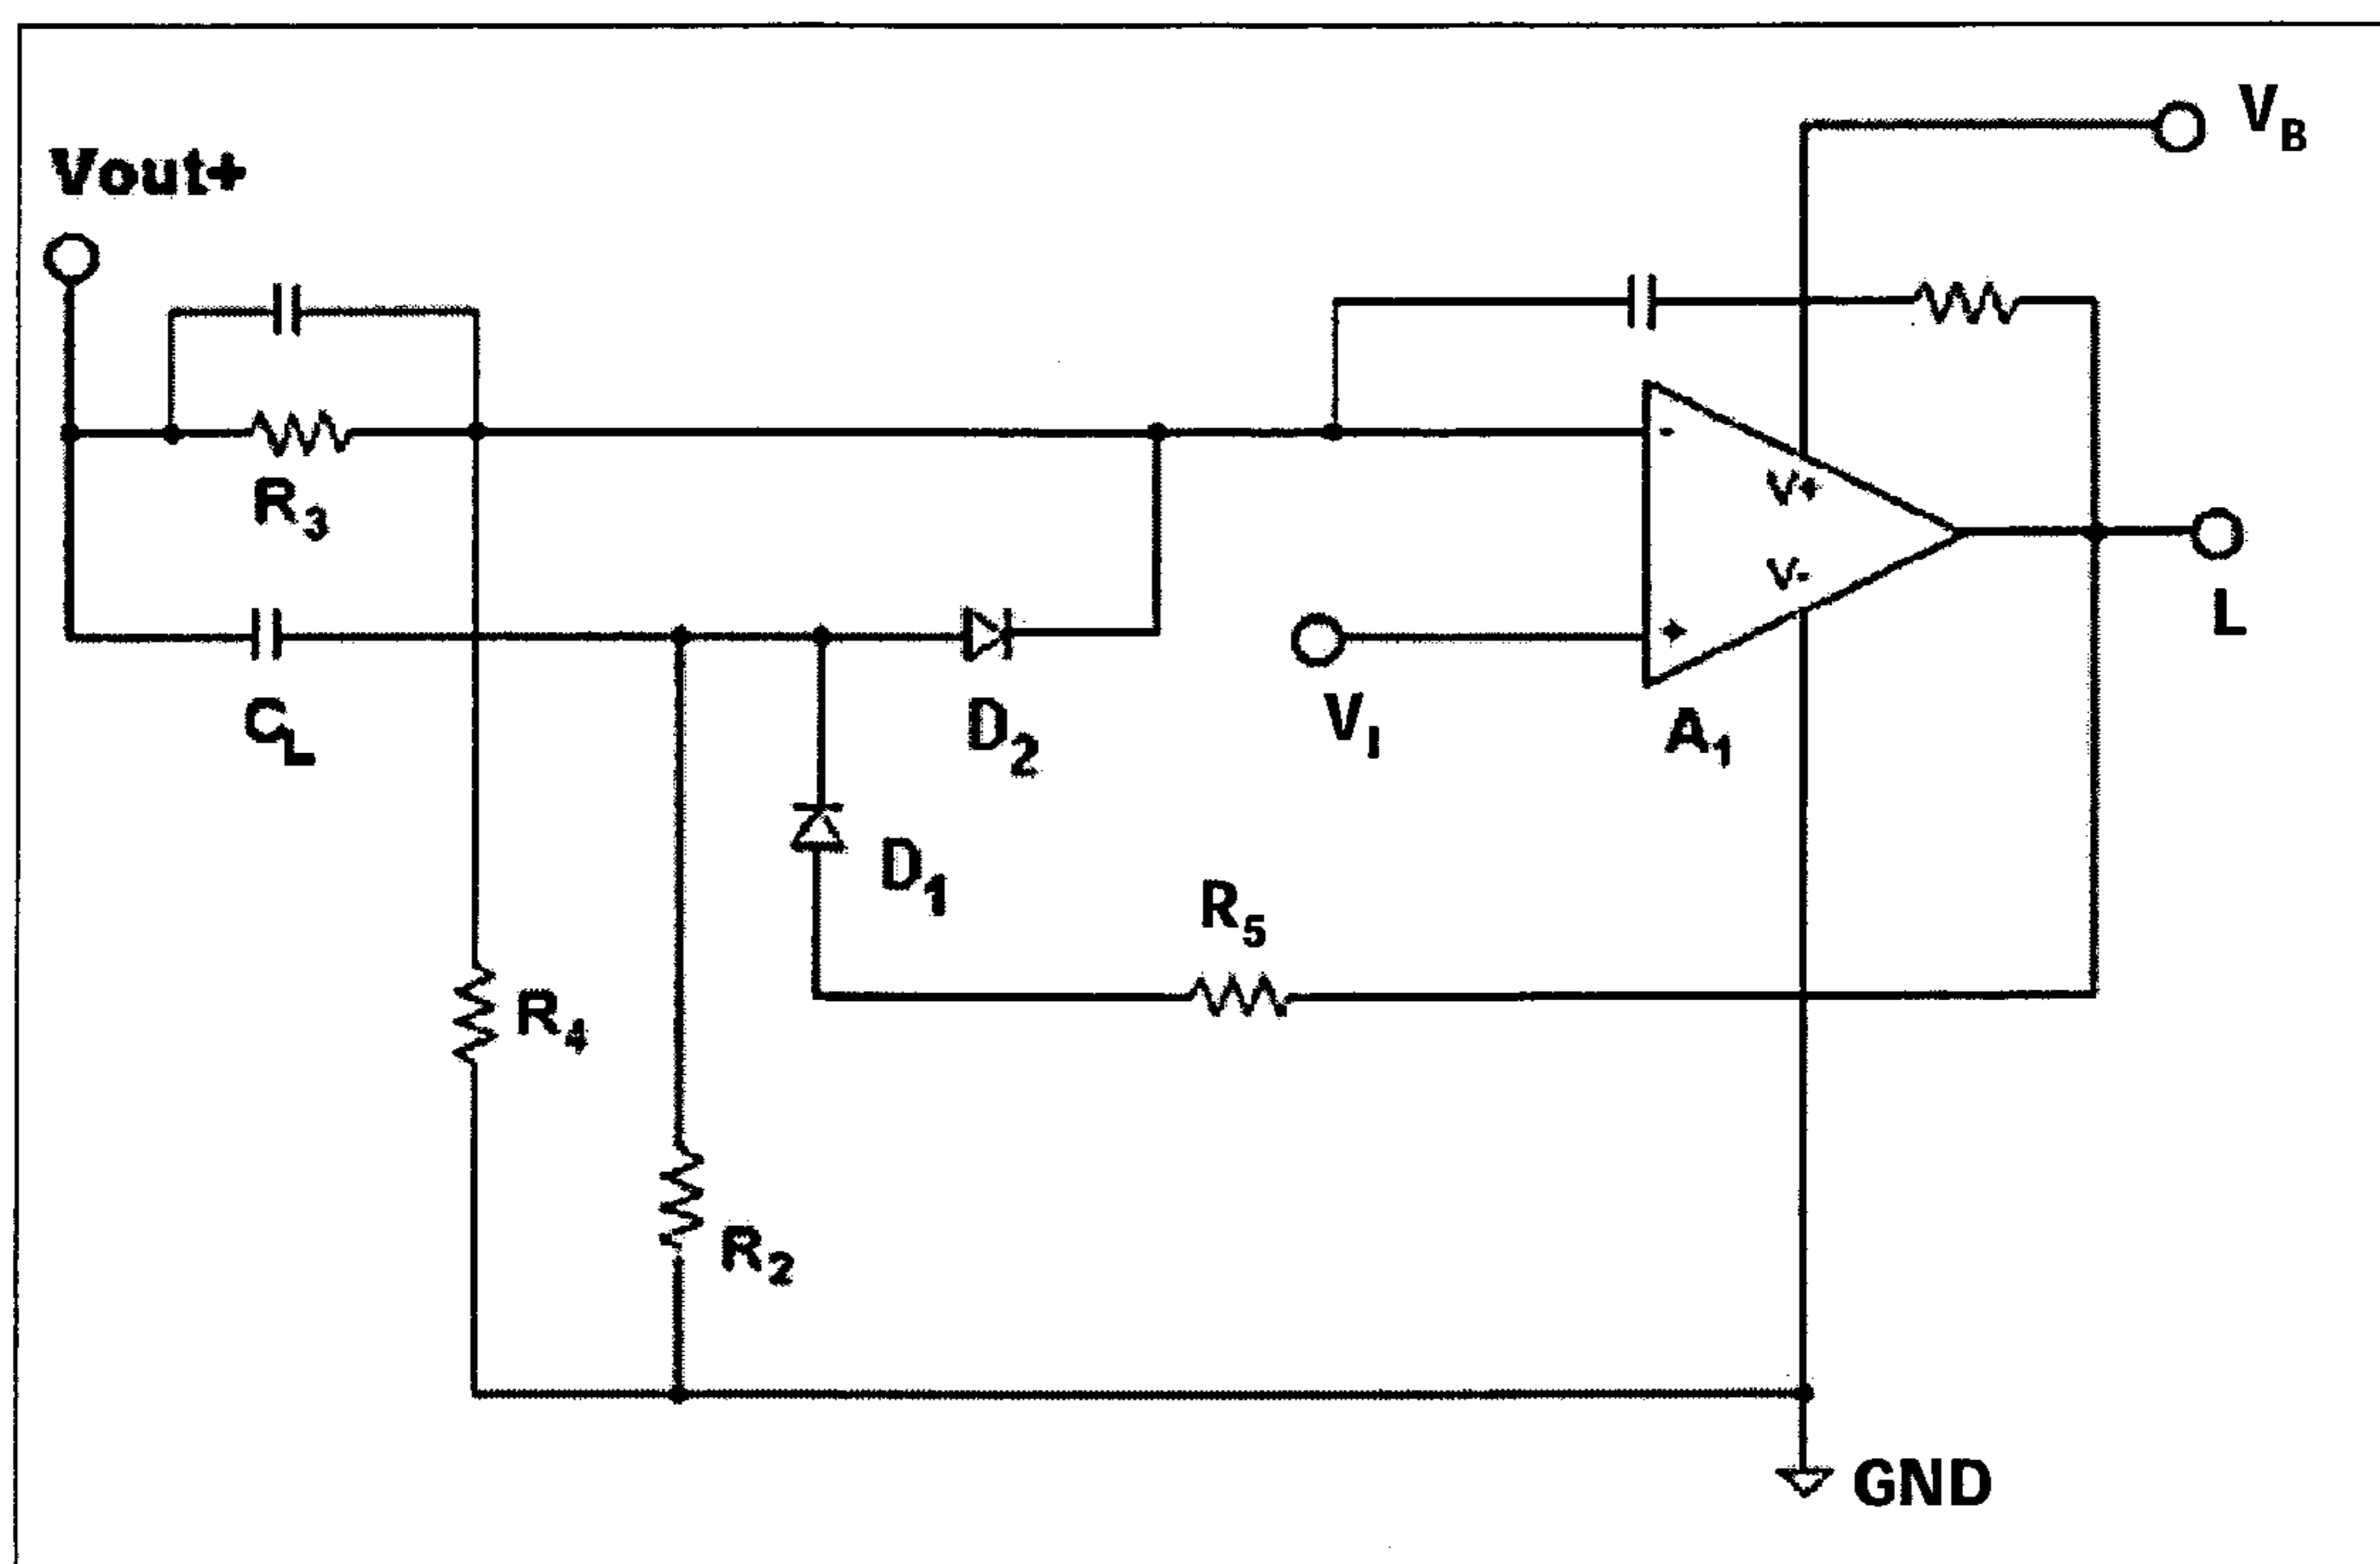 V_B
Vout+
R_3
V+
V-
L
C_L
D_2
V_I
-
+
A_1
D_1
R_5
R_4
R_2
GND